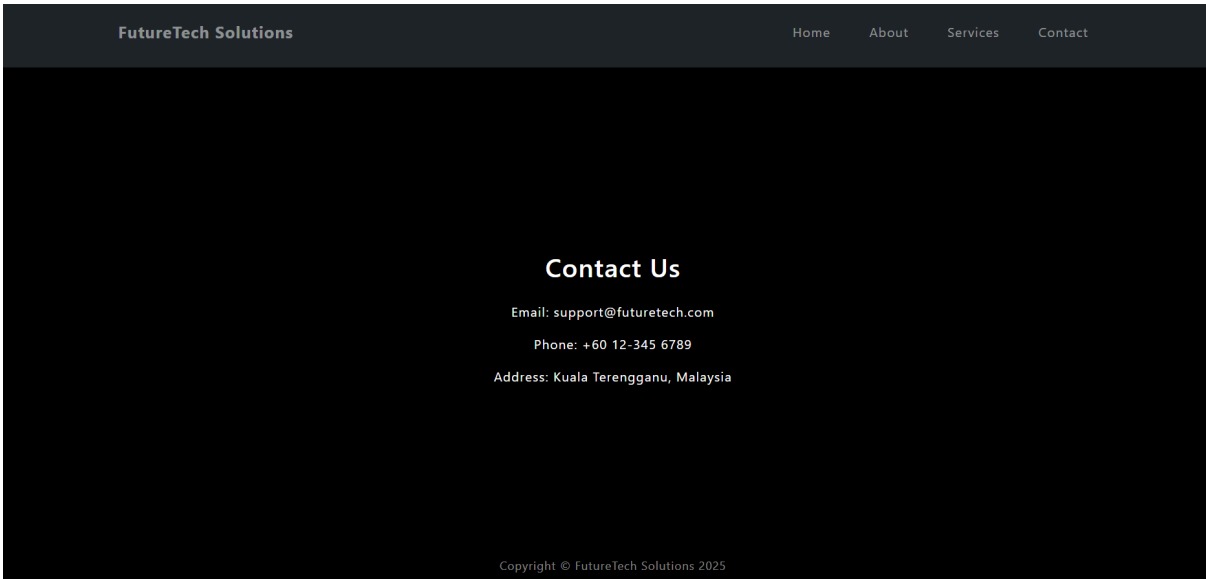 FutureTech Solutions
Home About Services Contact
Contact Us
Email: support@futuretech.com
Phone: +60 12-345 6789
Address: Kuala Terengganu, Malaysia
Copyright © FutureTech Solutions 2025